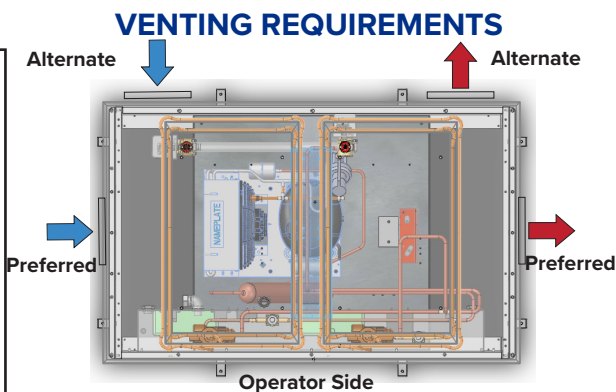 VENTING REQUIREMENTS
Alternate
Alternate
NAMEPLATE
Preferred
Preferred
Operator Side